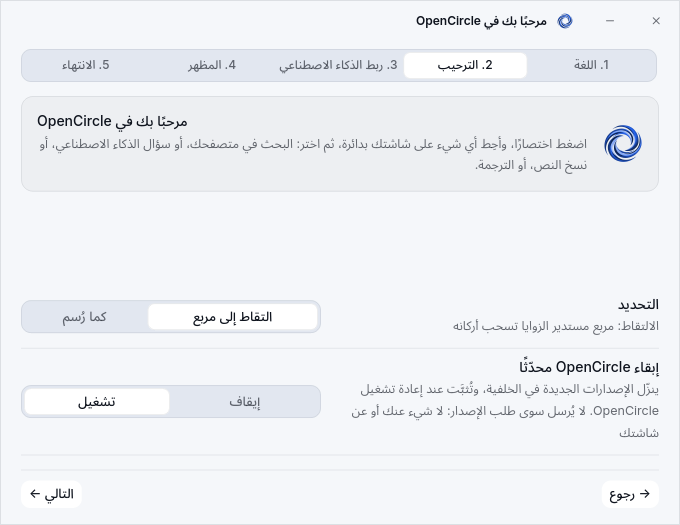 مرحبًا بك في OpenCircle
1. اللغة
2. الترحيب
3. ربط الذكاء الاصطناعي
4. المظهر
5. الانتهاء
مرحبًا بك في OpenCircle
اضغط اختصارًا، وأحِط أي شيء على شاشتك بدائرة، ثم اختر: البحث في متصفحك، أو سؤال الذكاء الاصطناعي، أو
نسخ النص، أو الترجمة.
التحديد
الالتقاط: مربع مستدير الزوايا تسحب أركانه
التقاط إلى مربع
كما رُسم
إبقاء OpenCircle محدّثًا
ينزّل الإصدارات الجديدة في الخلفية، وتُثبَّت عند إعادة تشغيل
OpenCircle. لا يُرسل سوى طلب الإصدار: لا شيء عنك أو عن
شاشتك
إيقاف
تشغيل
→ رجوع
التالي ←